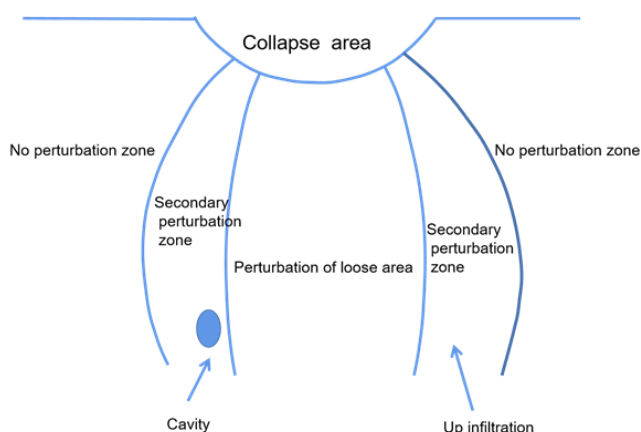 Collapse area
No perturbation zone
No perturbation zone
Secondary
perturbation
zone
Secondary
perturbation
zone
Perturbation of loose area
Cavity
Up infiltration